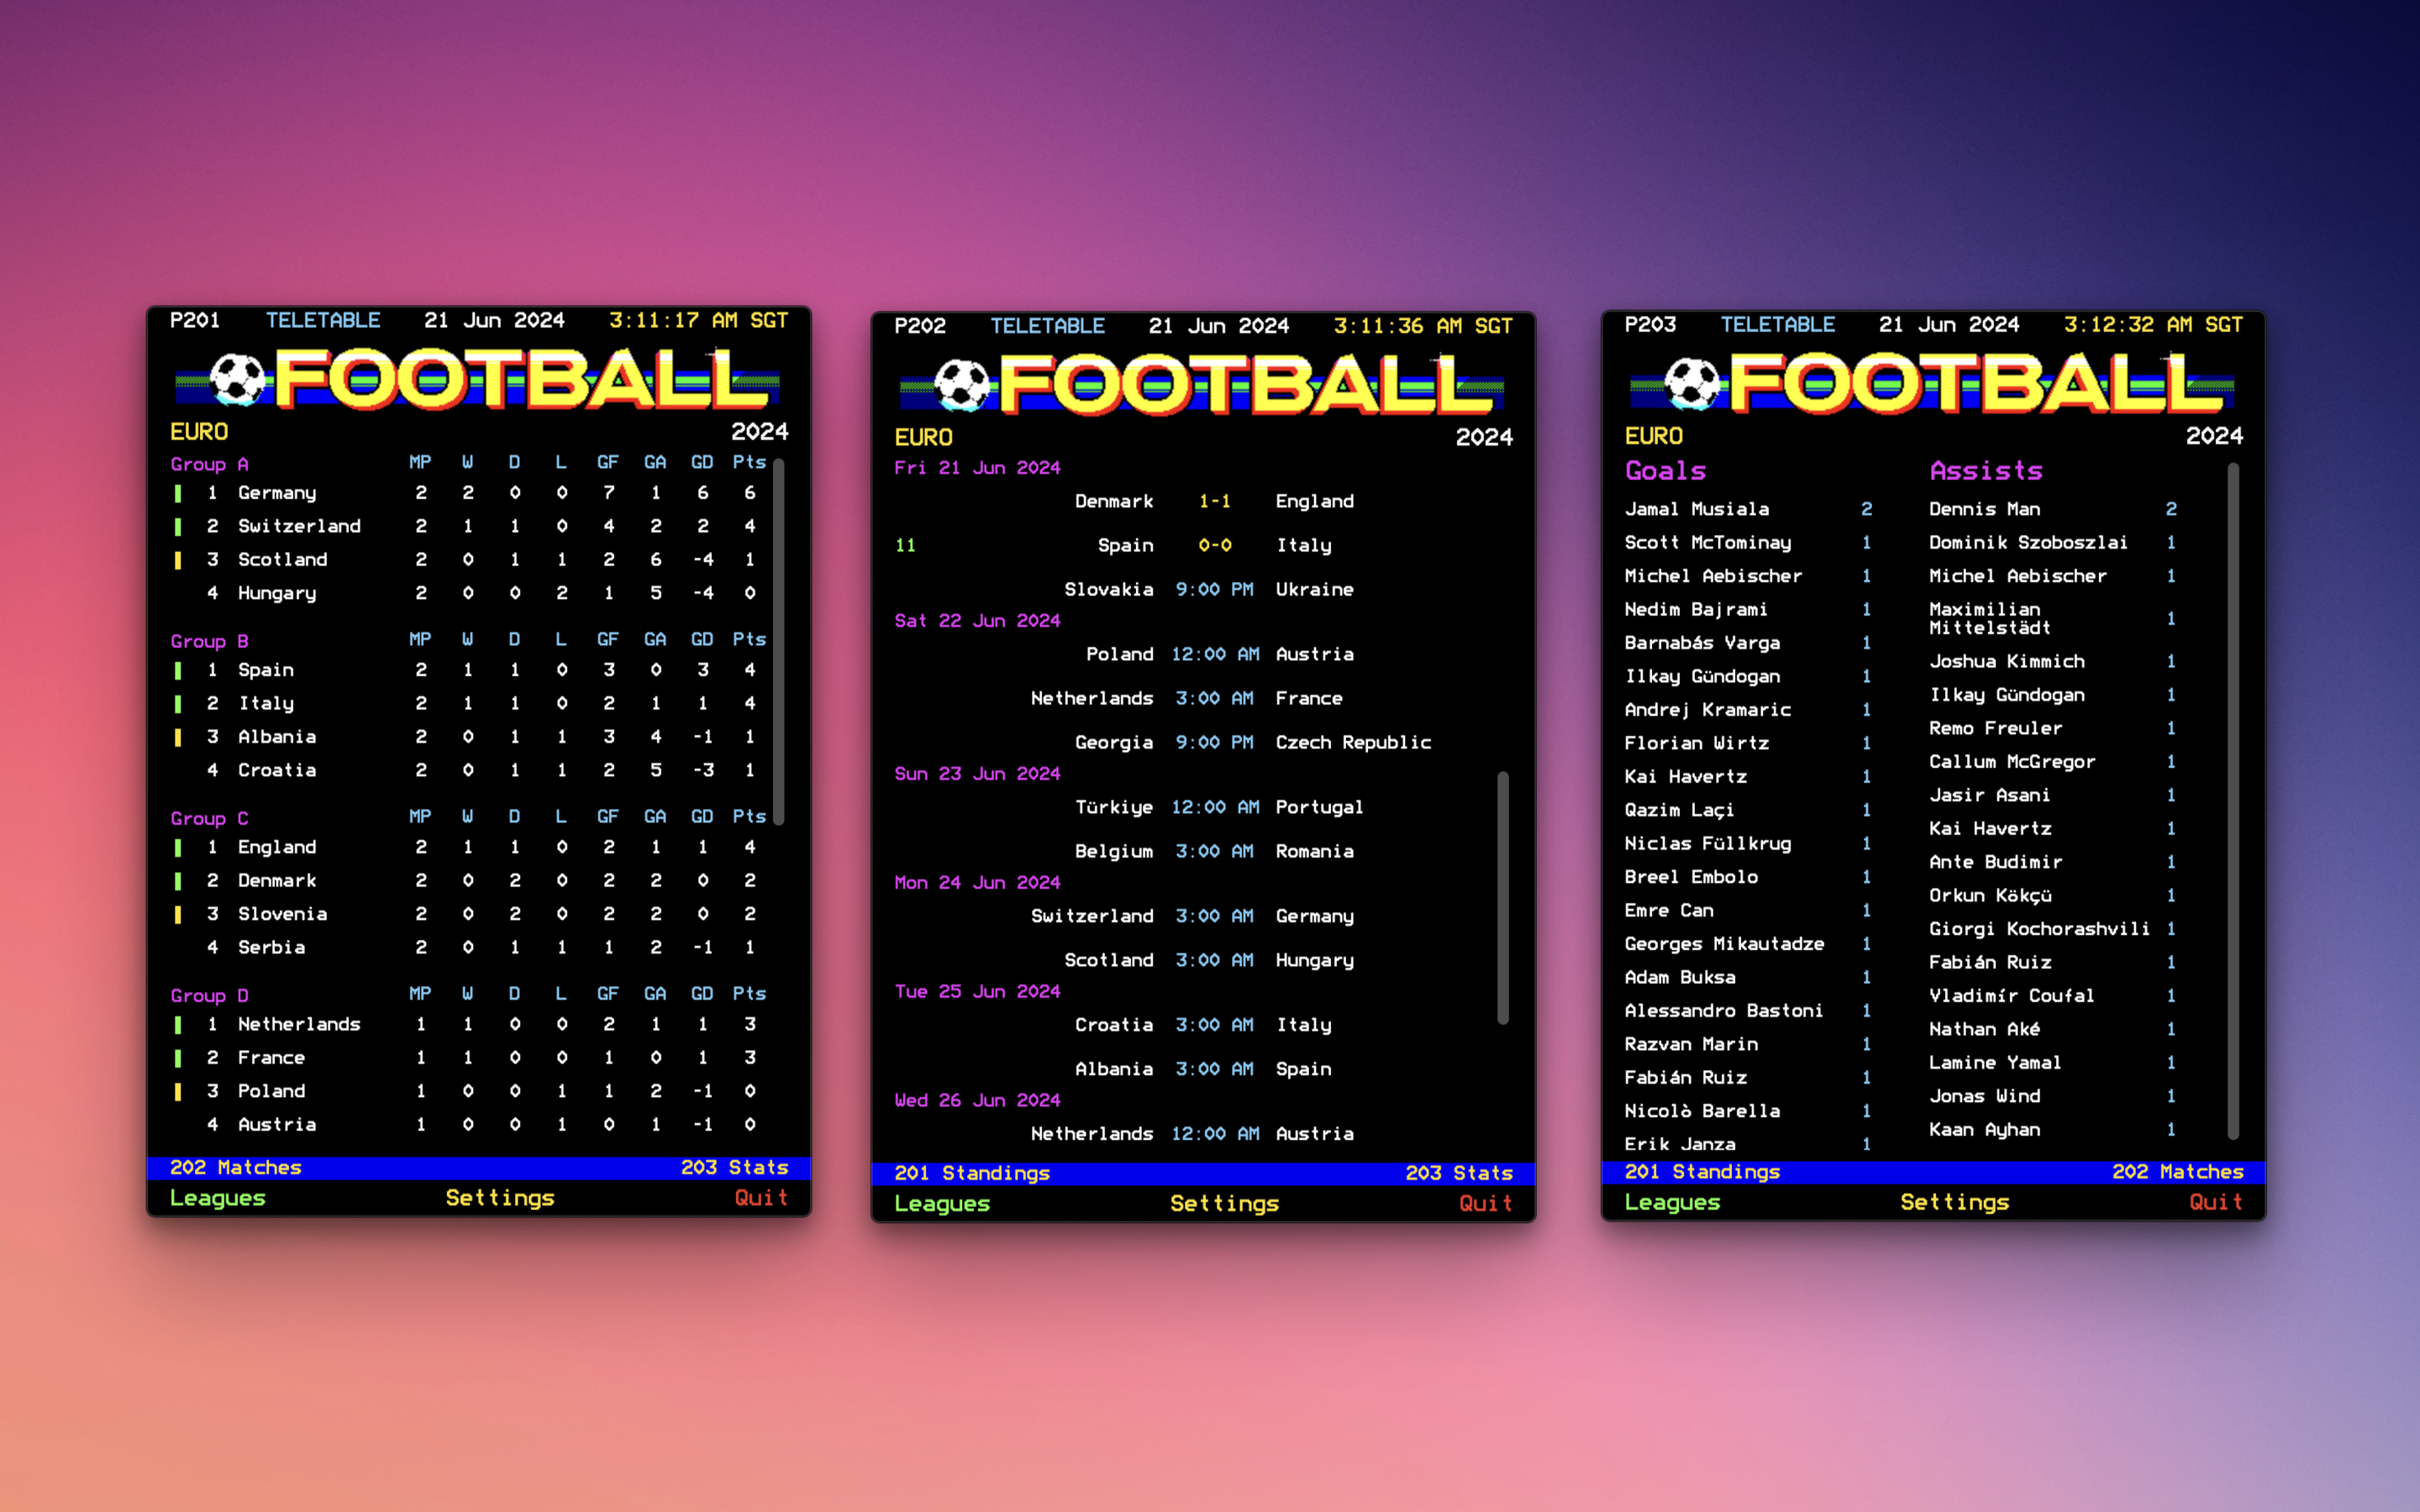 P201 TELETABLE 21 Jun 2024 3:11:17 AM SGT
FOOTBALL
EURO 2024
Group A MP W D L GF GA GD Pts
1 Germany 2 2 0 0 7 1 6 6
2 Switzerland 2 1 1 0 4 2 2 4
3 Scotland 2 0 1 1 2 6 -4 1
4 Hungary 2 0 0 2 1 5 -4 0
Group B MP W D L GF GA GD Pts
1 Spain 2 1 1 0 3 0 3 4
2 Italy 2 1 1 0 2 1 1 4
3 Albania 2 0 1 1 3 4 -1 1
4 Croatia 2 0 1 1 2 5 -3 1
Group C MP W D L GF GA GD Pts
1 England 2 1 1 0 2 1 1 4
2 Denmark 2 0 2 0 2 2 0 2
3 Slovenia 2 0 2 0 2 2 0 2
4 Serbia 2 0 1 1 1 2 -1 1
Group D MP W D L GF GA GD Pts
1 Netherlands 1 1 0 0 2 1 1 3
2 France 1 1 0 0 1 0 1 3
3 Poland 1 0 0 1 1 2 -1 0
4 Austria 1 0 0 1 0 1 -1 0
202 Matches 203 Stats
Leagues Settings Quit
P202 TELETABLE 21 Jun 2024 3:11:36 AM SGT
FOOTBALL
EURO 2024
Fri 21 Jun 2024
Denmark 1-1 England
11 Spain 0-0 Italy
Slovakia 9:00 PM Ukraine
Sat 22 Jun 2024
Poland 12:00 AM Austria
Netherlands 3:00 AM France
Georgia 9:00 PM Czech Republic
Sun 23 Jun 2024
Türkiye 12:00 AM Portugal
Belgium 3:00 AM Romania
Mon 24 Jun 2024
Switzerland 3:00 AM Germany
Scotland 3:00 AM Hungary
Tue 25 Jun 2024
Croatia 3:00 AM Italy
Albania 3:00 AM Spain
Wed 26 Jun 2024
Netherlands 12:00 AM Austria
201 Standings 203 Stats
Leagues Settings Quit
P203 TELETABLE 21 Jun 2024 3:12:32 AM SGT
FOOTBALL
EURO 2024
Goals
Jamal Musiala 2
Scott McTominay 1
Michel Aebischer 1
Nedim Bajrami 1
Barnabás Varga 1
Ilkay Gündogan 1
Andrej Kramaric 1
Florian Wirtz 1
Kai Havertz 1
Qazim Laçi 1
Niclas Füllkrug 1
Breel Embolo 1
Emre Can 1
Georges Mikautadze 1
Adam Buksa 1
Alessandro Bastoni 1
Razvan Marin 1
Fabián Ruiz 1
Nicolò Barella 1
Erik Janza 1
Assists
Dennis Man 2
Dominik Szoboszlai 1
Michel Aebischer 1
Maximilian
Mittelstädt 1
Joshua Kimmich 1
Ilkay Gündogan 1
Remo Freuler 1
Callum McGregor 1
Jasir Asani 1
Kai Havertz 1
Ante Budimir 1
Orkun Kökçü 1
Giorgi Kochorashvili 1
Fabián Ruiz 1
Vladimír Coufal 1
Nathan Aké 1
Lamine Yamal 1
Jonas Wind 1
Kaan Ayhan 1
201 Standings 202 Matches
Leagues Settings Quit